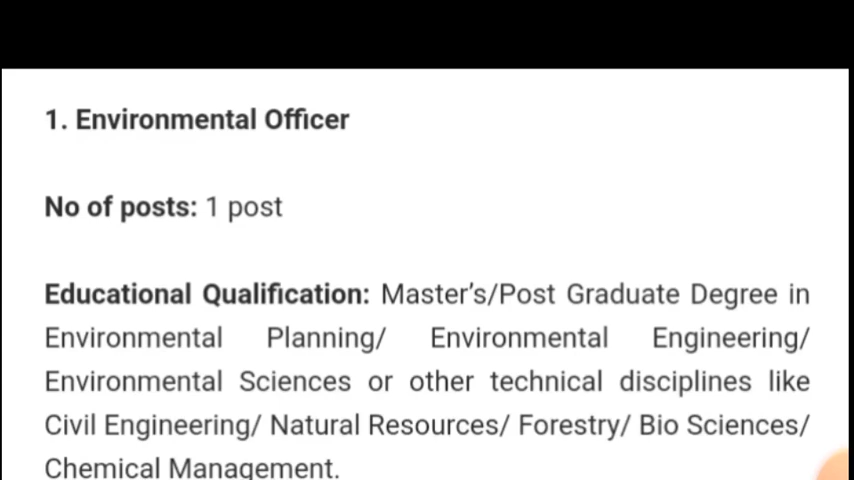 1. Environmental Officer
No of posts: 1 post
Educational Qualification: Master's/Post Graduate Degree in
Environmental Planning/ Environmental Engineering/
Environmental Sciences or other technical disciplines like
Civil Engineering/ Natural Resources/ Forestry/ Bio Sciences/
Chemical Management.